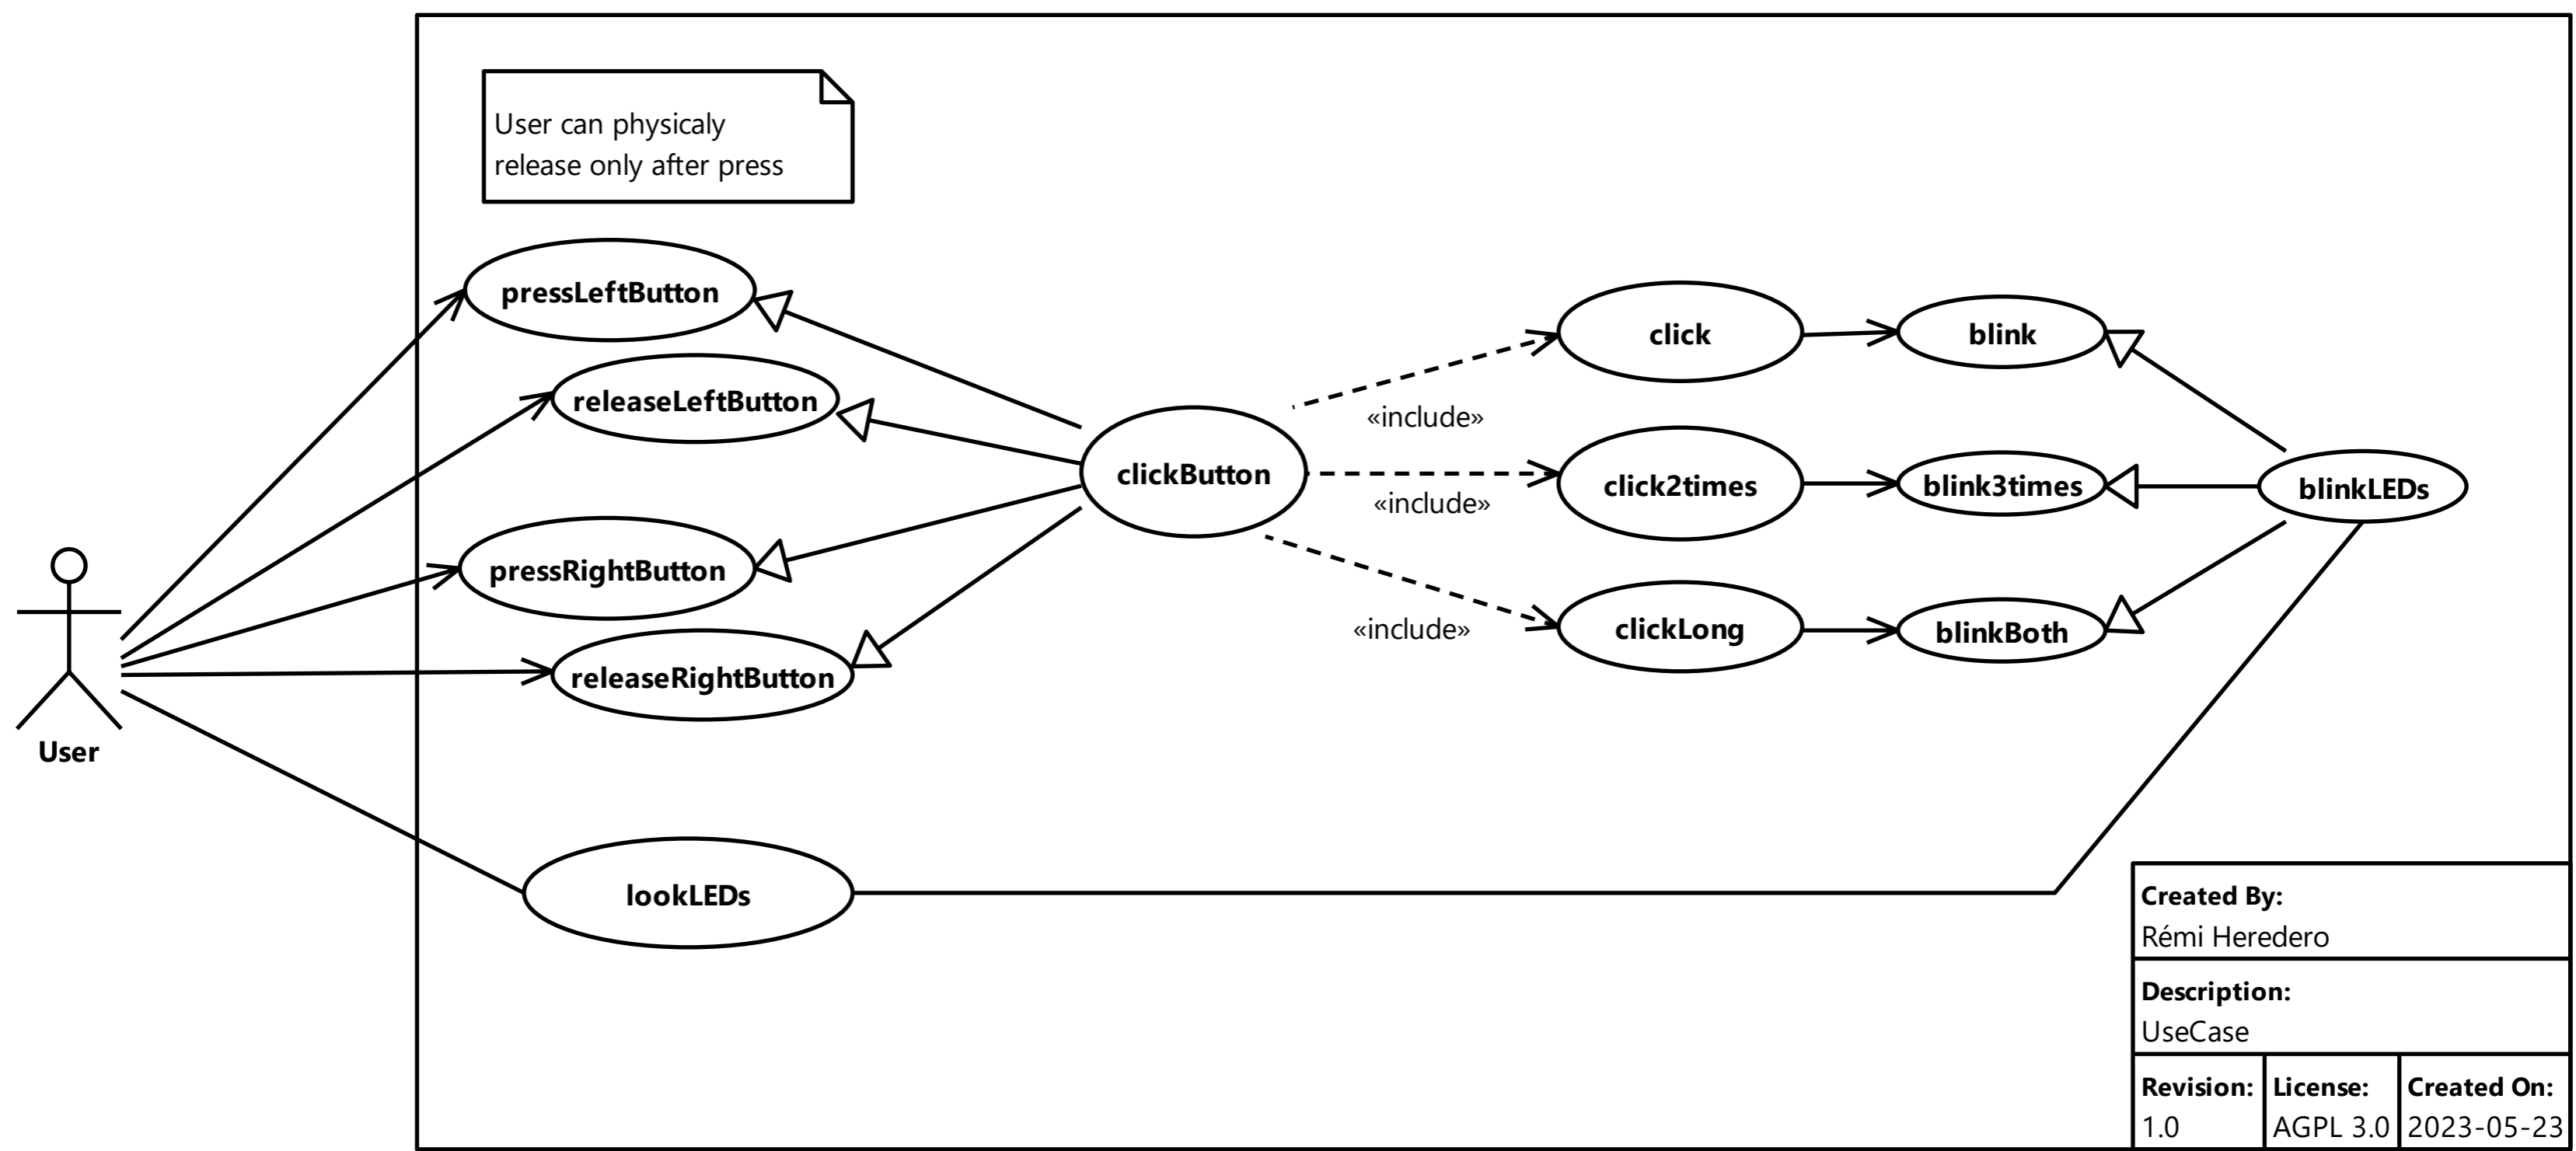 User can physicaly
release only after press
pressLeftButton
releaseLeftButton
pressRightButton
releaseRightButton
User
lookLEDs
clickButton
«include»
«include»
«include»
click
click2times
clickLong
blink
blink3times
blinkBoth
blinkLEDs
Created By:
Rémi Heredero
Description:
UseCase
Revision:
1.0
License:
AGPL 3.0
Created On:
2023-05-23